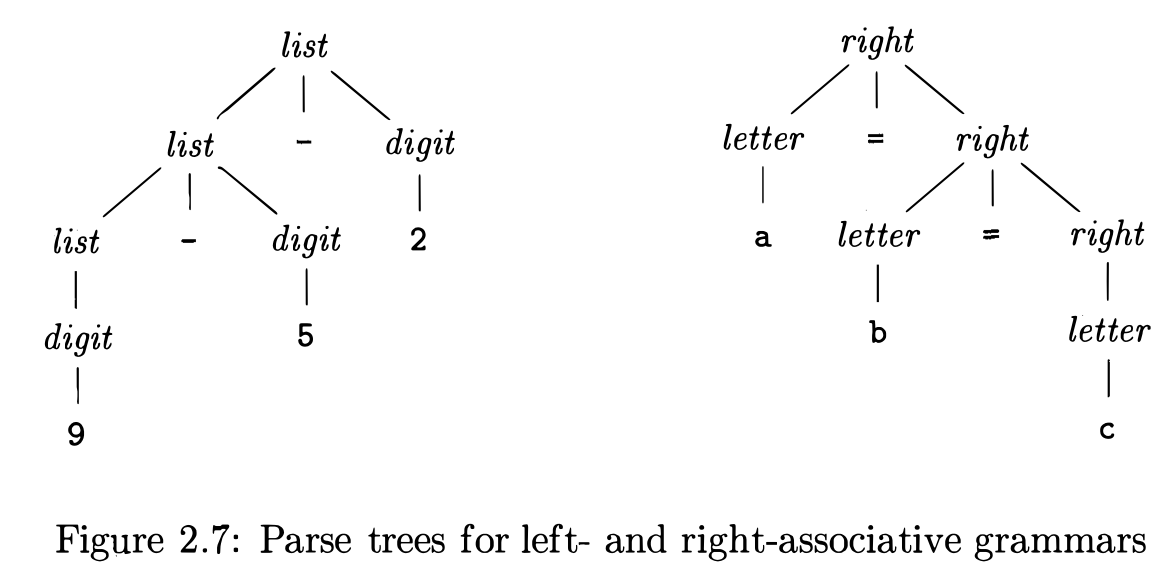 list right
list - digit letter = right
list - digit 2 a letter = right
digit 5 b letter
9 c
Figure 2.7: Parse trees for left- and right-associative grammars